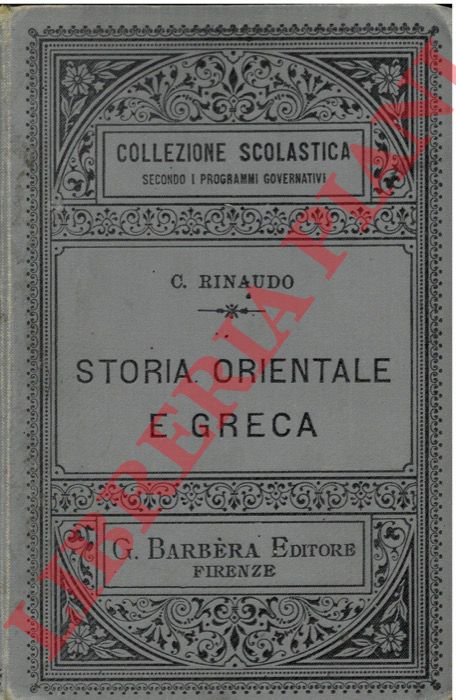 COLLEZIONE SCOLASTICA
SECONDO I PROGRAMMI GOVERNATIVI
C. RINAUDO
STORIA ORIENTALE
E GRECA
G. BARBÈRA EDITORE
FIRENZE
LIBRERIA PIANI